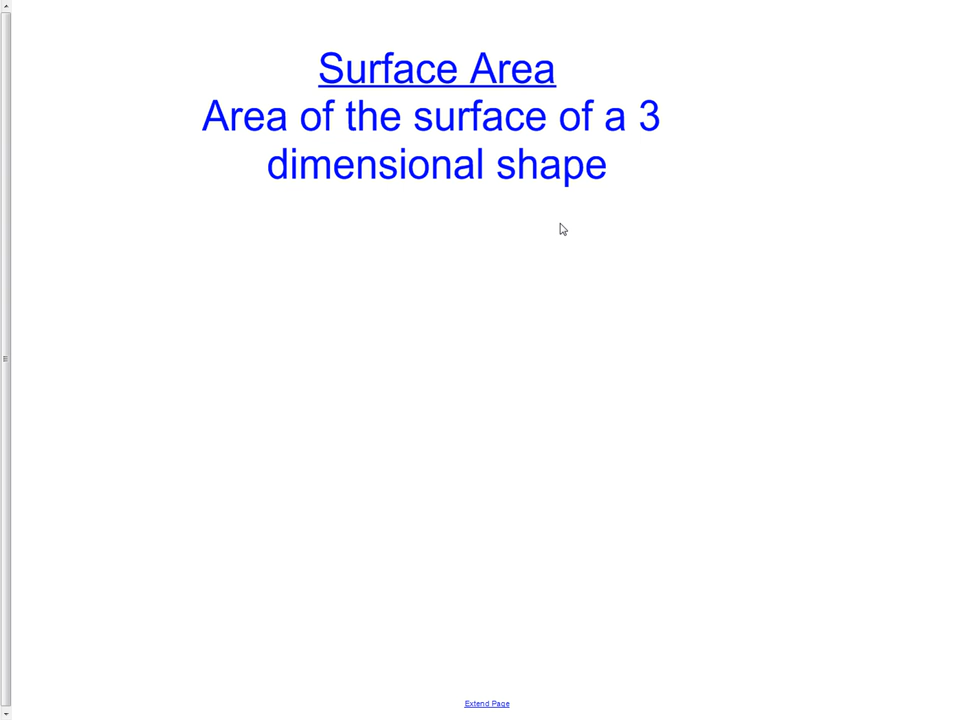 Surface Area
Area of the surface of a 3
dimensional shape
Extend Page